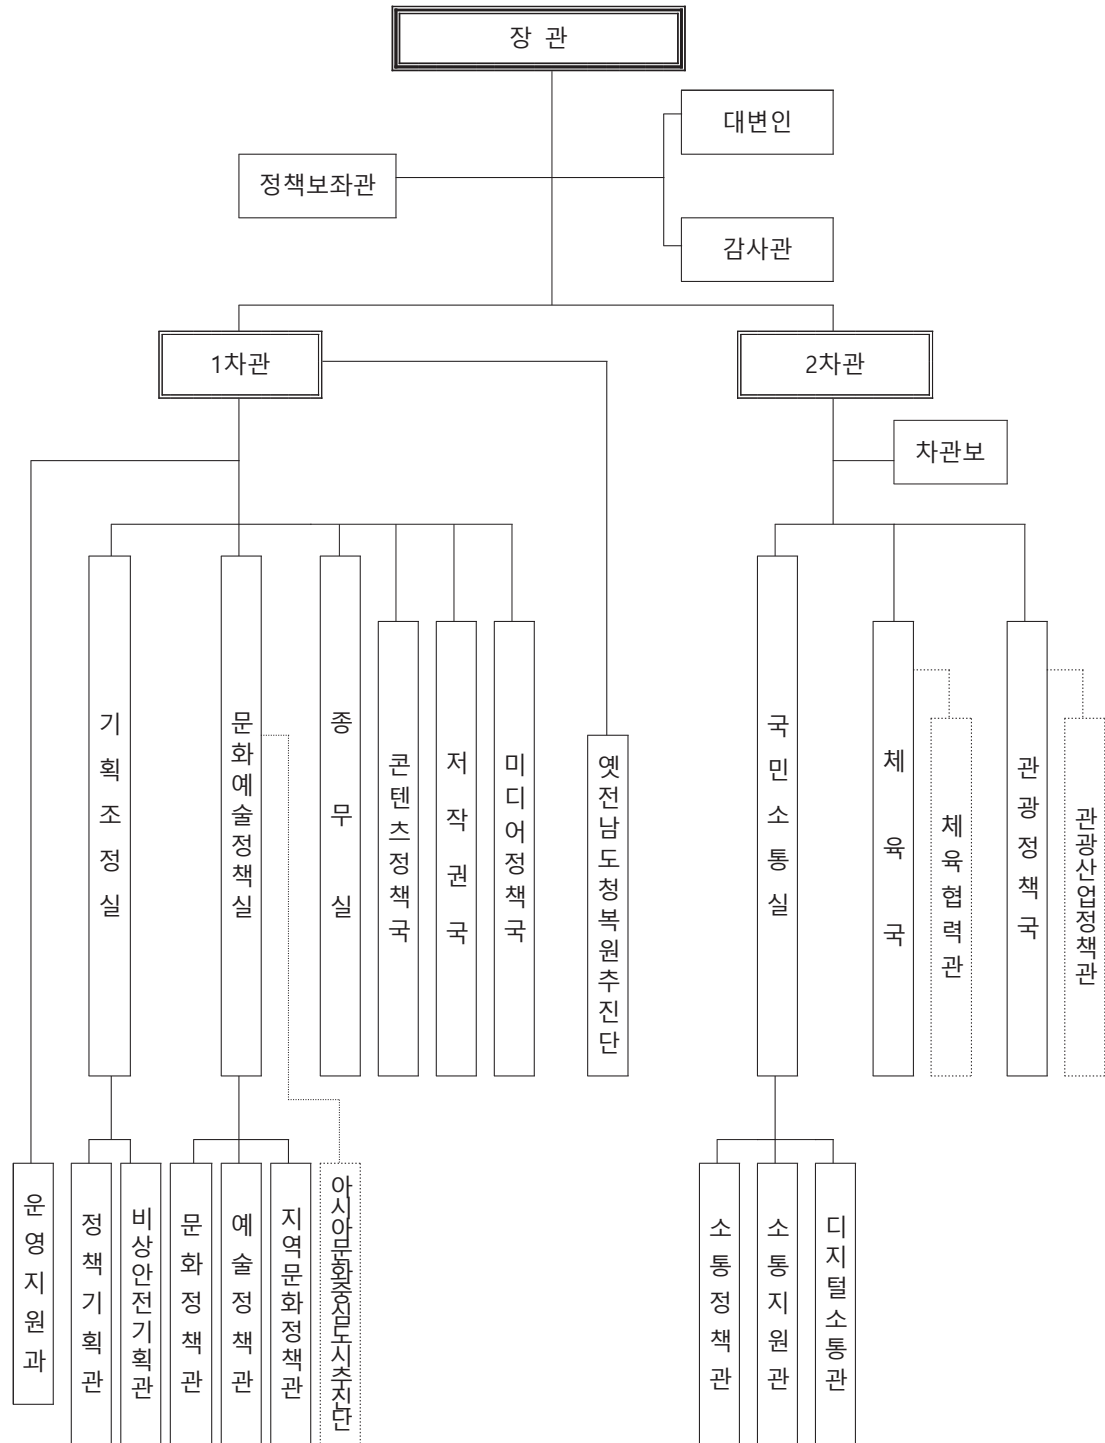 장 관
대변인
정책보좌관
감사관
1차관
2차관
차관보
기획조정실
문화예술정책실
종무실
콘텐츠정책국
저작권국
미디어정책국
옛전남도청복원추진단
국민소통실
체육국
체육협력관
관광정책국
관광산업정책관
운영지원과
정책기획관
비상안전기획관
문화정책관
예술정책관
지역문화정책관
아시아문화중심도시추진단
소통정책관
소통지원관
디지털소통관